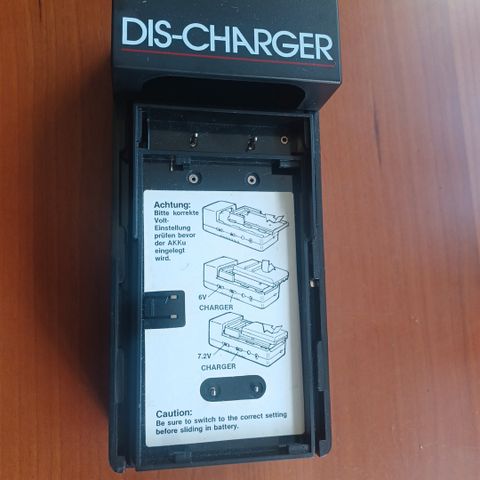 DIS-CHARGER
Achtung:
Bitte korrekte
Volt-
Einstellung
prüfen bevor
der AKKu
eingelegt
wird.
6V
CHARGER
7.2V
CHARGER
Caution:
Be sure to switch to the correct setting
before sliding in battery.